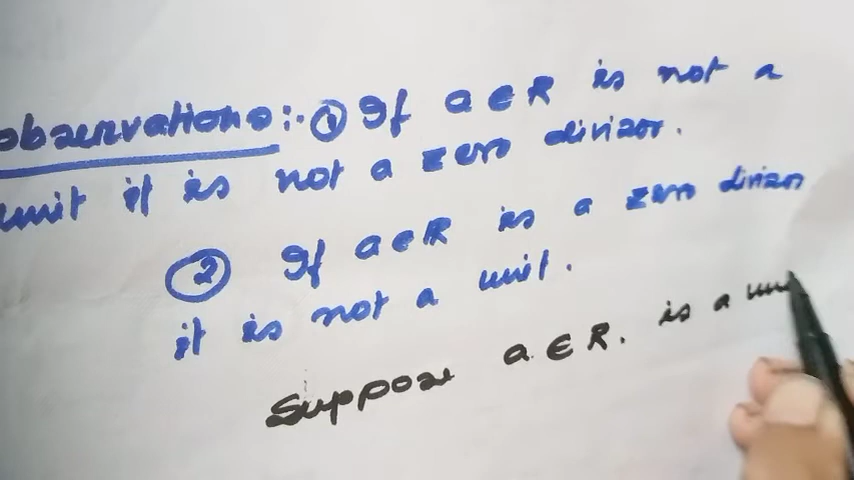 observations:- ① If a ∈ R is not a
unit it is not a zero divisor.
② If a ∈ R is a zero divisor
it is not a unit.
Suppose a ∈ R. is a uni